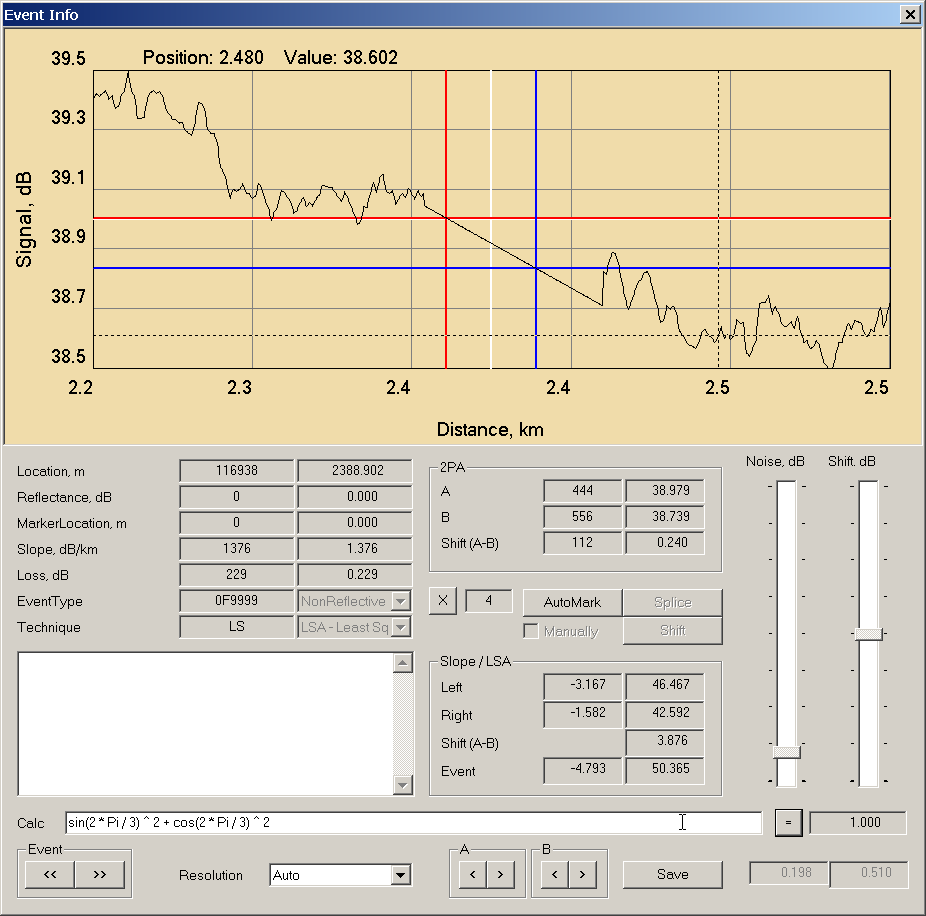 Event Info
Position: 2.480 Value: 38.602
39.5
39.3
39.1
38.9
38.7
38.5
Signal, dB
2.2 2.3 2.4 2.4 2.5 2.5
Distance, km
Location, m 116938 2388.902
Reflectance, dB 0 0.000
MarkerLocation, m 0 0.000
Slope, dB/km 1376 1.376
Loss, dB 229 0.229
EventType 0F9999 NonReflective
Technique LS LSA - Least Sq
2PA
A 444 38.979
B 556 38.739
Shift (A-B) 112 0.240
X 4 AutoMark Splice
Manually Shift
Slope / LSA
Left -3.167 46.467
Right -1.582 42.592
Shift (A-B) 3.876
Event -4.793 50.365
Noise, dB Shift. dB
Calc sin(2 * Pi / 3) ^ 2 + cos(2 * Pi / 3) ^ 2 = 1.000
Event
<< >>
Resolution Auto
A
< >
B
< >
Save 0.198 0.510